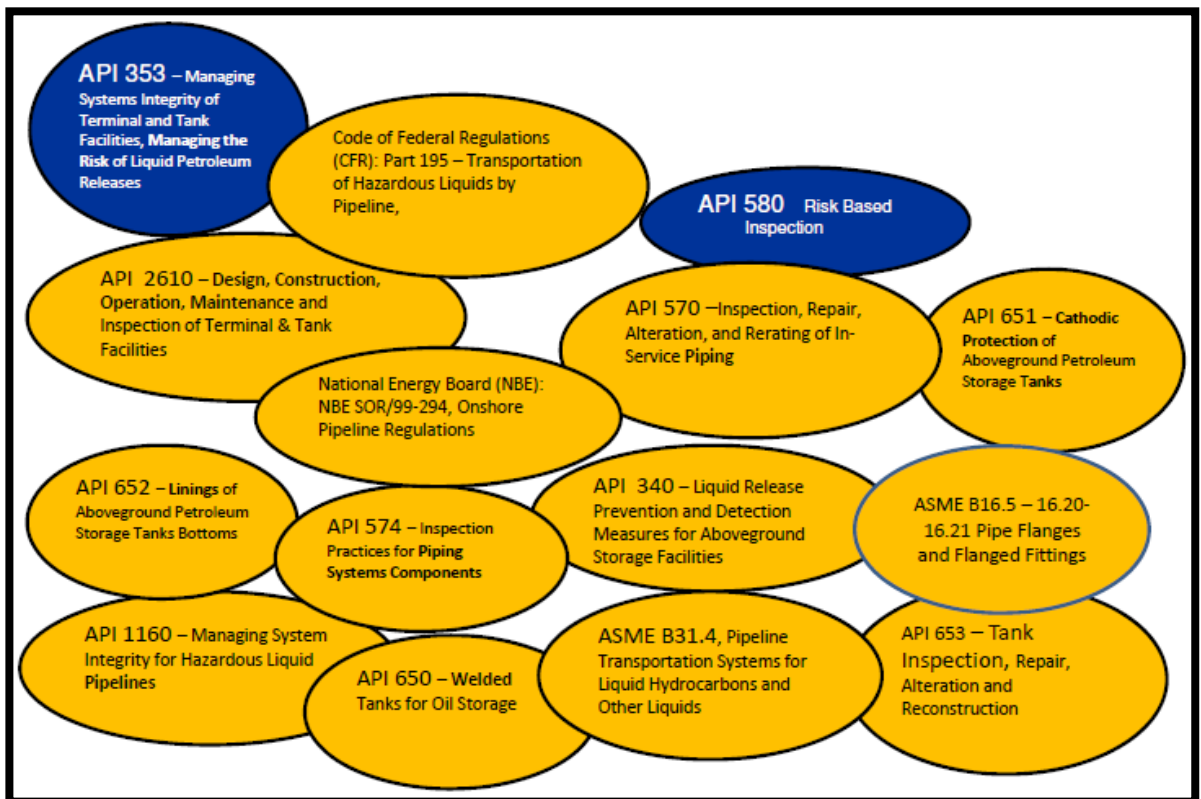 API 353 – Managing
Systems Integrity of
Terminal and Tank
Facilities, Managing the
Risk of Liquid Petroleum
Releases
Code of Federal Regulations
(CFR): Part 195 – Transportation
of Hazardous Liquids by
Pipeline,
API 580 Risk Based
Inspection
API 2610 – Design, Construction,
Operation, Maintenance and
Inspection of Terminal & Tank
Facilities
API 570 –Inspection, Repair,
Alteration, and Rerating of In-
Service Piping
API 651 – Cathodic
Protection of
Aboveground Petroleum
Storage Tanks
National Energy Board (NBE):
NBE SOR/99-294, Onshore
Pipeline Regulations
API 652 – Linings of
Aboveground Petroleum
Storage Tanks Bottoms
API 574 – Inspection
Practices for Piping
Systems Components
API 340 – Liquid Release
Prevention and Detection
Measures for Aboveground
Storage Facilities
ASME B16.5 – 16.20-
16.21 Pipe Flanges
and Flanged Fittings
API 1160 – Managing System
Integrity for Hazardous Liquid
Pipelines
API 650 – Welded
Tanks for Oil Storage
ASME B31.4, Pipeline
Transportation Systems for
Liquid Hydrocarbons and
Other Liquids
API 653 – Tank
Inspection, Repair,
Alteration and
Reconstruction